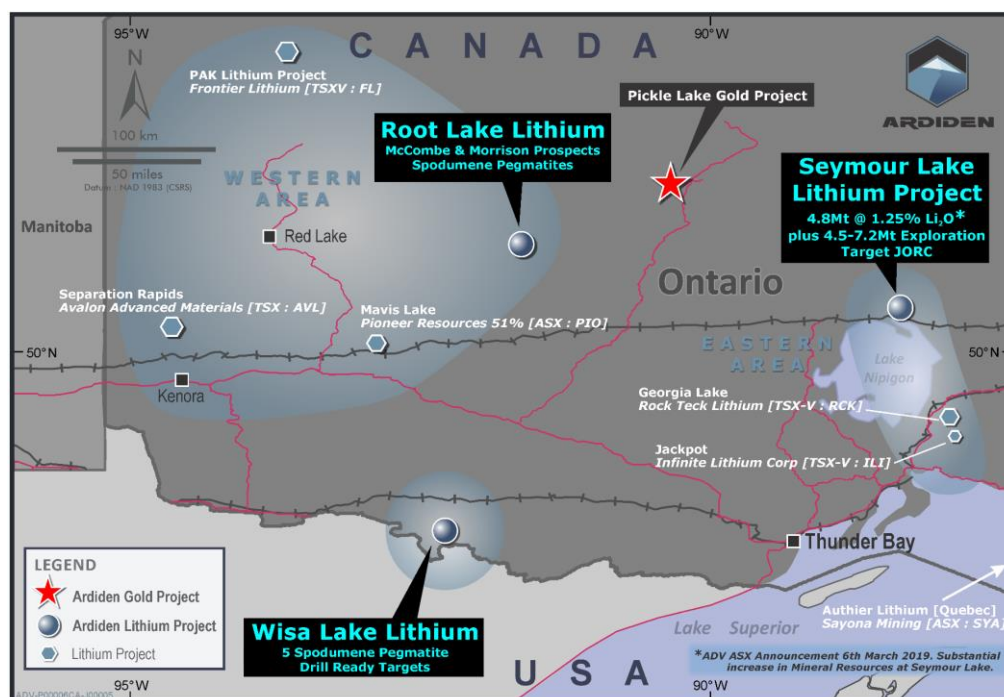 95°W
90°W
CANADA
N
PAK Lithium Project
Frontier Lithium [TSXV : FL]
100 km
50 miles
Datum : NAD 1983 (CSRS)
Pickle Lake Gold Project
ARDIDEN
Root Lake Lithium
McCombe & Morrison Prospects
Spodumene Pegmatites
Seymour Lake
Lithium Project
4.8Mt @ 1.25% Li₂O*
plus 4.5-7.2Mt Exploration
Target JORC
WESTERN
AREA
Manitoba
Red Lake
Ontario
Separation Rapids
Avalon Advanced Materials [TSX : AVL]
Mavis Lake
Pioneer Resources 51% [ASX : PIO]
50°N
EASTERN
AREA
Lake
Nipigon
50°N
Kenora
Georgia Lake
Rock Teck Lithium [TSX-V : RCK]
Jackpot
Infinite Lithium Corp [TSX-V : ILI]
Thunder Bay
LEGEND
Ardiden Gold Project
Ardiden Lithium Project
Lithium Project
Wisa Lake Lithium
5 Spodumene Pegmatite
Drill Ready Targets
Authier Lithium [Quebec]
Sayona Mining [ASX : SYA]
Lake Superior
*ADV ASX Announcement 6th March 2019. Substantial
increase in Mineral Resources at Seymour Lake.
USA
95°W
90°W